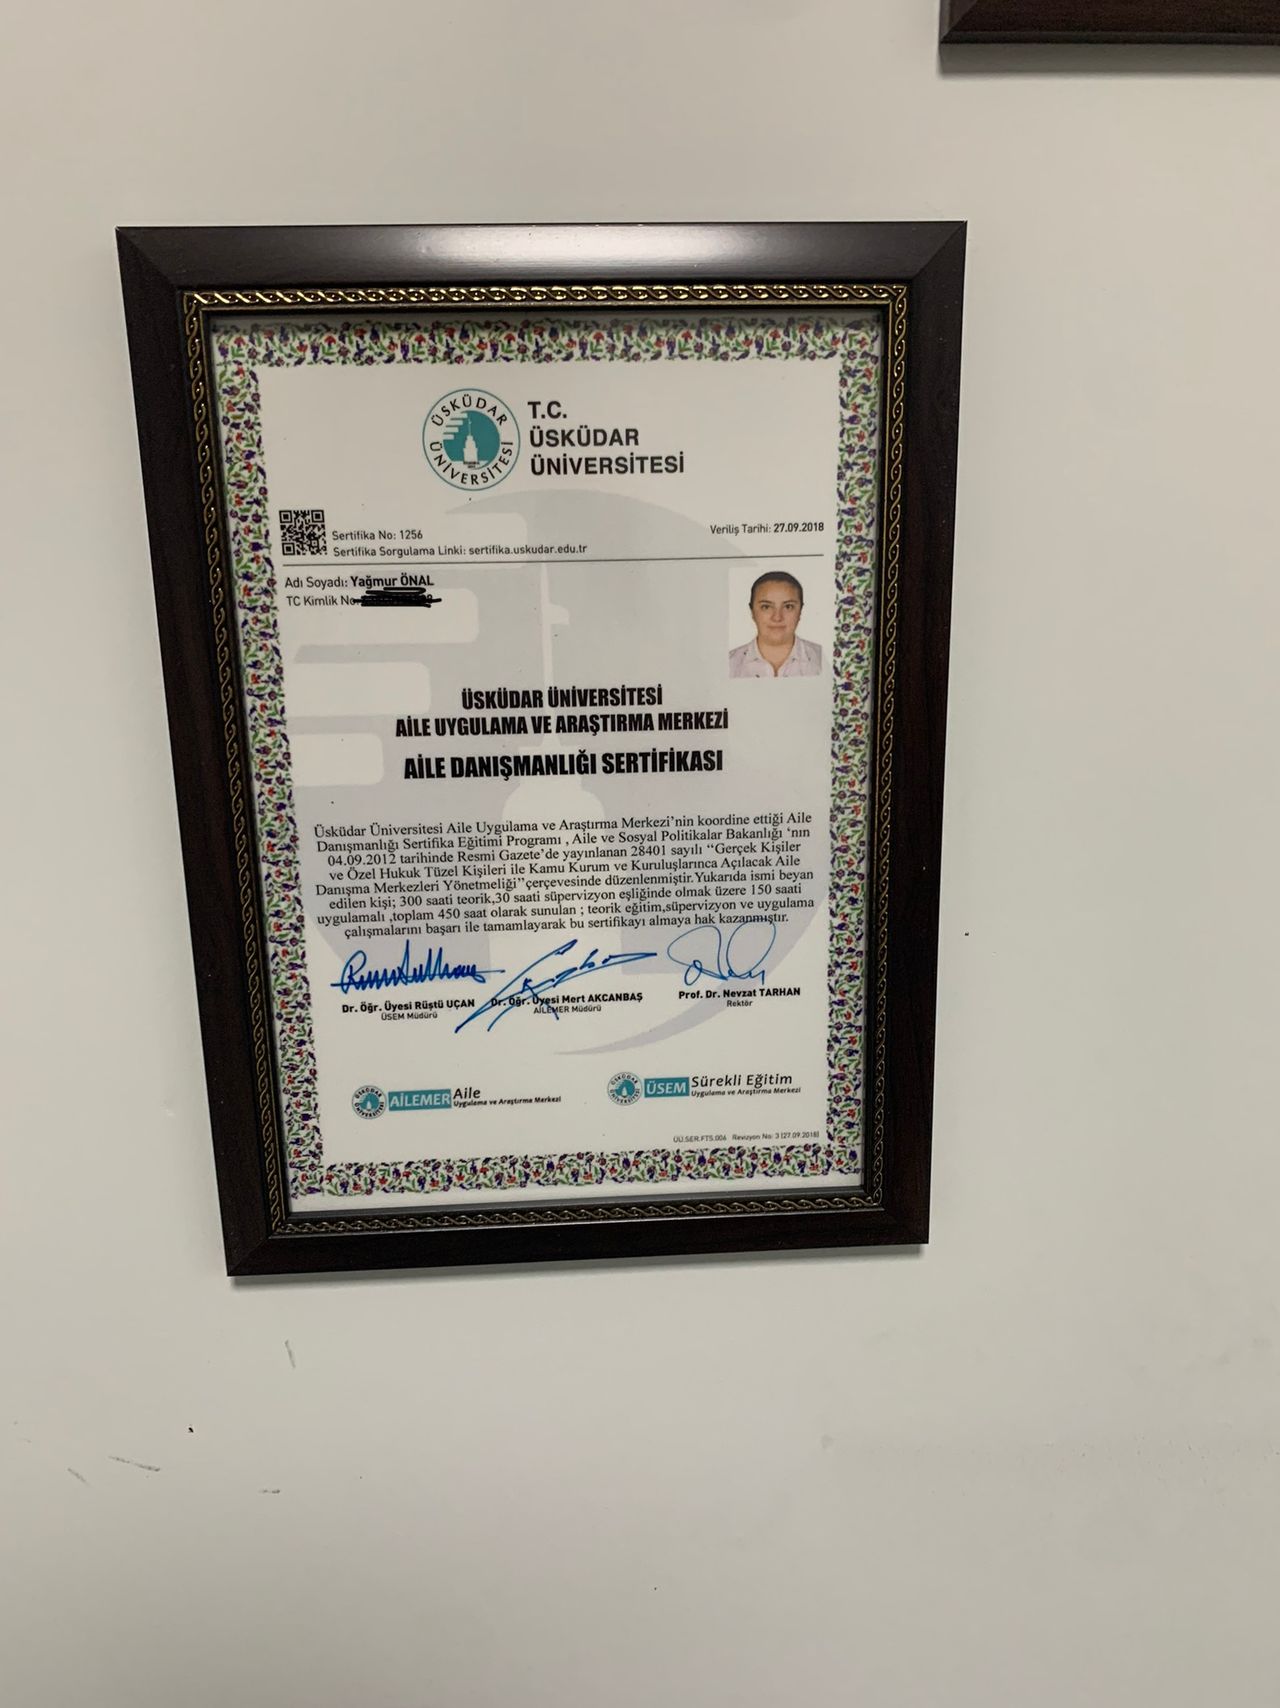 ÜSKÜDAR ÜNİVERSİTESİ
T.C.
ÜSKÜDAR
ÜNİVERSİTESİ
Sertifika No: 1256
Sertifika Sorgulama Linki: sertifika.uskudar.edu.tr
Veriliş Tarihi: 27.09.2018
Adı Soyadı: Yağmur ÖNAL
TC Kimlik No
ÜSKÜDAR ÜNİVERSİTESİ
AİLE UYGULAMA VE ARAŞTIRMA MERKEZİ
AİLE DANIŞMANLIĞI SERTİFİKASI
Üsküdar Üniversitesi Aile Uygulama ve Araştırma Merkezi'nin koordine ettiği Aile
Danışmanlığı Sertifika Eğitimi Programı , Aile ve Sosyal Politikalar Bakanlığı 'nın
04.09.2012 tarihinde Resmi Gazete'de yayınlanan 28401 sayılı "Gerçek Kişiler
ve Özel Hukuk Tüzel Kişileri ile Kamu Kurum ve Kuruluşlarınca Açılacak Aile
Danışma Merkezleri Yönetmeliği"çerçevesinde düzenlenmiştir.Yukarıda ismi beyan
edilen kişi; 300 saati teorik,30 saati süpervizyon eşliğinde olmak üzere 150 saati
uygulamalı ,toplam 450 saat olarak sunulan ; teorik eğitim,süpervizyon ve uygulama
çalışmalarını başarı ile tamamlayarak bu sertifikayı almaya hak kazanmıştır.
Dr. Öğr. Üyesi Rüştü UÇAN
ÜSEM Müdürü
Dr. Öğr. Üyesi Mert AKCANBAŞ
AİLEMER Müdürü
Prof. Dr. Nevzat TARHAN
Rektör
AİLEMER Aile
Uygulama ve Araştırma Merkezi
ÜSEM Sürekli Eğitim
Uygulama ve Araştırma Merkezi
ÜÜ.SER.FTS.006 Revizyon No: 3 (27.09.2018)